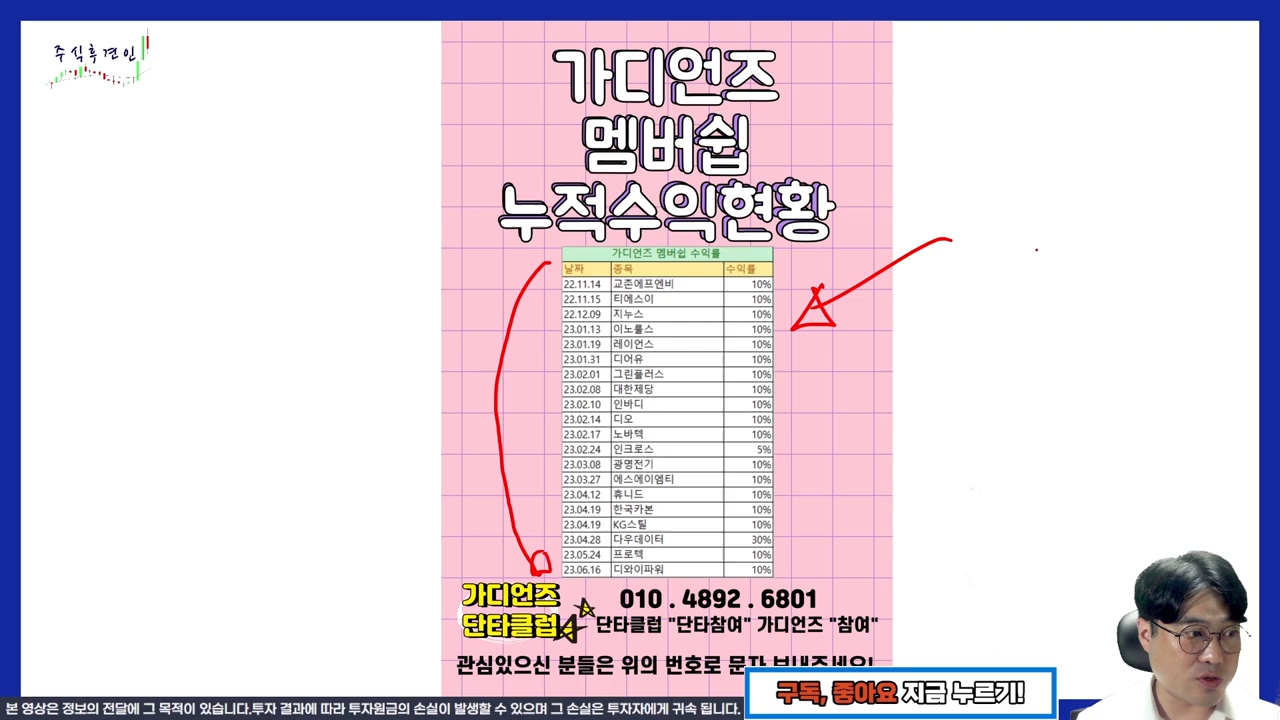 주식후견인
가디언즈
멤버쉽
누적수익현황
가디언즈 멤버쉽 수익률
날짜 종목 수익률
22.11.14 교촌에프엔비 10%
22.11.15 티에스이 10%
22.12.09 지누스 10%
23.01.13 이노룰스 10%
23.01.19 레이언스 10%
23.01.31 디어유 10%
23.02.01 그린플러스 10%
23.02.08 대한제당 10%
23.02.10 인바디 10%
23.02.14 디오 10%
23.02.17 노바텍 10%
23.02.24 인크로스 5%
23.03.08 광명전기 10%
23.03.27 에스에이엠티 10%
23.04.12 휴니드 10%
23.04.19 한국카본 10%
23.04.19 KG스틸 10%
23.04.28 다우데이터 30%
23.05.24 프로텍 10%
23.06.16 디와이파워 10%
가디언즈
단타클럽
010 . 4892 . 6801
단타클럽 "단타참여" 가디언즈 "참여"
관심있으신 분들은 위의 번호로 문자 보내주세요!
구독, 좋아요 지금 누르기!
본 영상은 정보의 전달에 그 목적이 있습니다.투자 결과에 따라 투자원금의 손실이 발생할 수 있으며 그 손실은 투자자에게 귀속 됩니다.